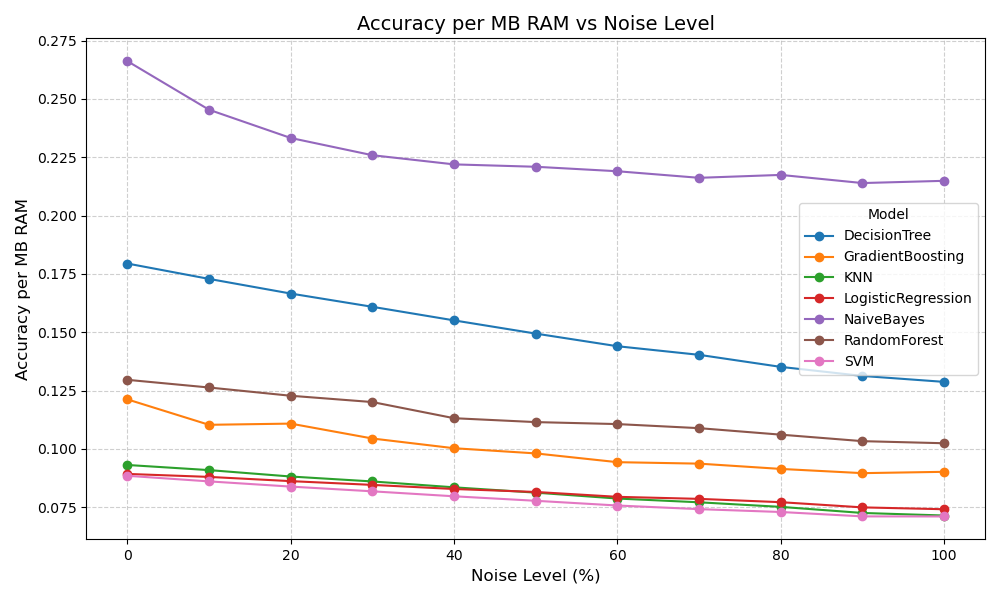 Accuracy per MB RAM vs Noise Level
Accuracy per MB RAM
0.275
0.250
0.225
0.200
0.175
0.150
0.125
0.100
0.075
0
20
40
60
80
100
Noise Level (%)
Model
DecisionTree
GradientBoosting
KNN
LogisticRegression
NaiveBayes
RandomForest
SVM